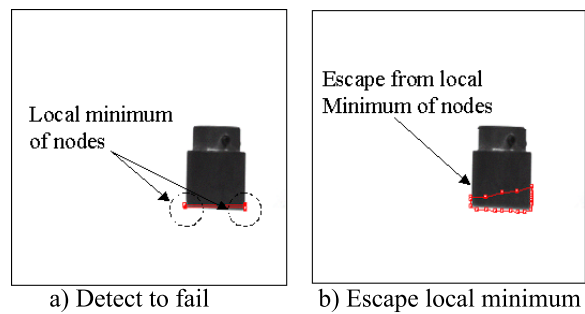 Local minimum
of nodes
Escape from local
Minimum of nodes
a) Detect to fail
b) Escape local minimum